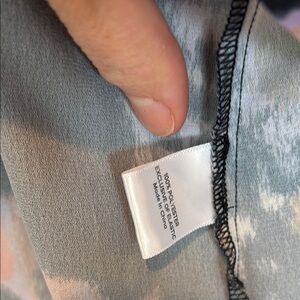 100% POLYESTER
EXCLUSIVE OF ELASTIC
Made in China